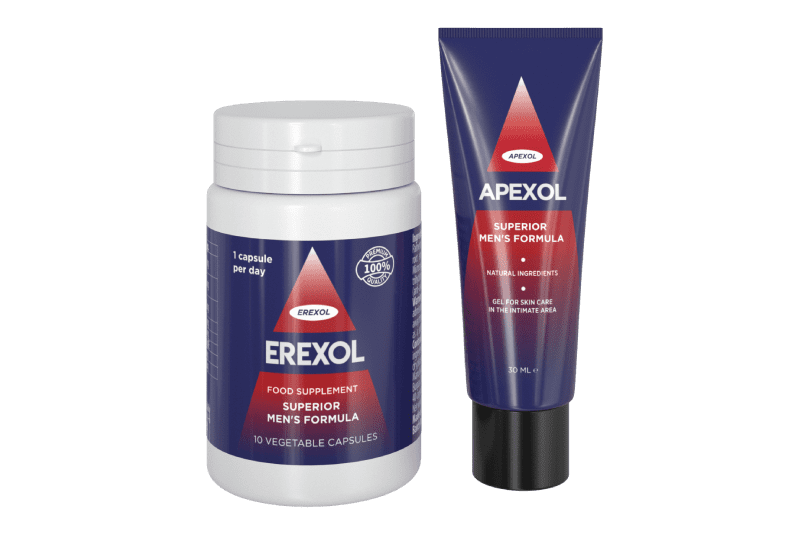 1 capsule
per day
PREMIUM
100%
QUALITY
EREXOL
EREXOL
FOOD SUPPLEMENT
SUPERIOR
MEN'S FORMULA
10 VEGETABLE CAPSULES
APEXOL
APEXOL
SUPERIOR
MEN'S FORMULA
•
NATURAL INGREDIENTS
•
GEL FOR SKIN CARE
IN THE INTIMATE AREA
30 ML ℮